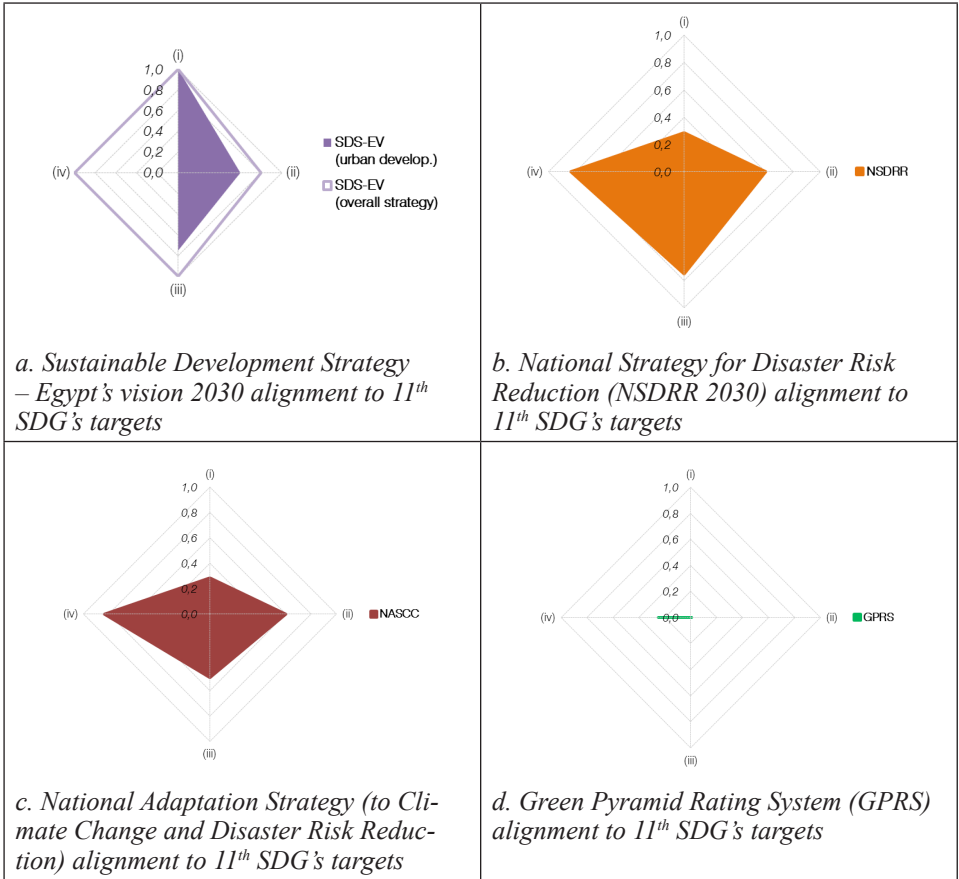 (i)
1,0
0,8
0,6
0,4
0,2
0,0
(iv)
(ii)
(iii)
SDS-EV
(urban develop.)
SDS-EV
(overall strategy)
a. Sustainable Development Strategy
– Egypt's vision 2030 alignment to 11th
SDG's targets
(i)
1,0
0,8
0,6
0,4
0,2
0,0
(iv)
(ii)
(iii)
NSDRR
b. National Strategy for Disaster Risk
Reduction (NSDRR 2030) alignment to
11th SDG's targets
(i)
1,0
0,8
0,6
0,4
0,2
0,0
(iv)
(ii)
(iii)
NASCC
c. National Adaptation Strategy (to Cli-
mate Change and Disaster Risk Reduc-
tion) alignment to 11th SDG's targets
(i)
1,0
0,8
0,6
0,4
0,2
0,0
(iv)
(ii)
(iii)
GPRS
d. Green Pyramid Rating System (GPRS)
alignment to 11th SDG's targets